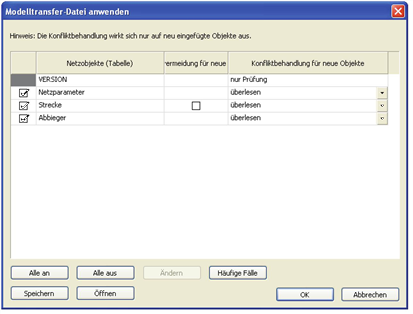 Modelltransfer-Datei anwenden
Hinweis: Die Konfliktbehandlung wirkt sich nur auf neu eingefügte Objekte aus.
Netzobjekte (Tabelle) ermeidung für neue Konfliktbehandlung für neue Objekte
VERSION nur Prüfung
Netzparameter überlesen
Strecke überlesen
Abbieger überlesen
Alle an Alle aus Ändern Häufige Fälle
Speichern Öffnen OK Abbrechen